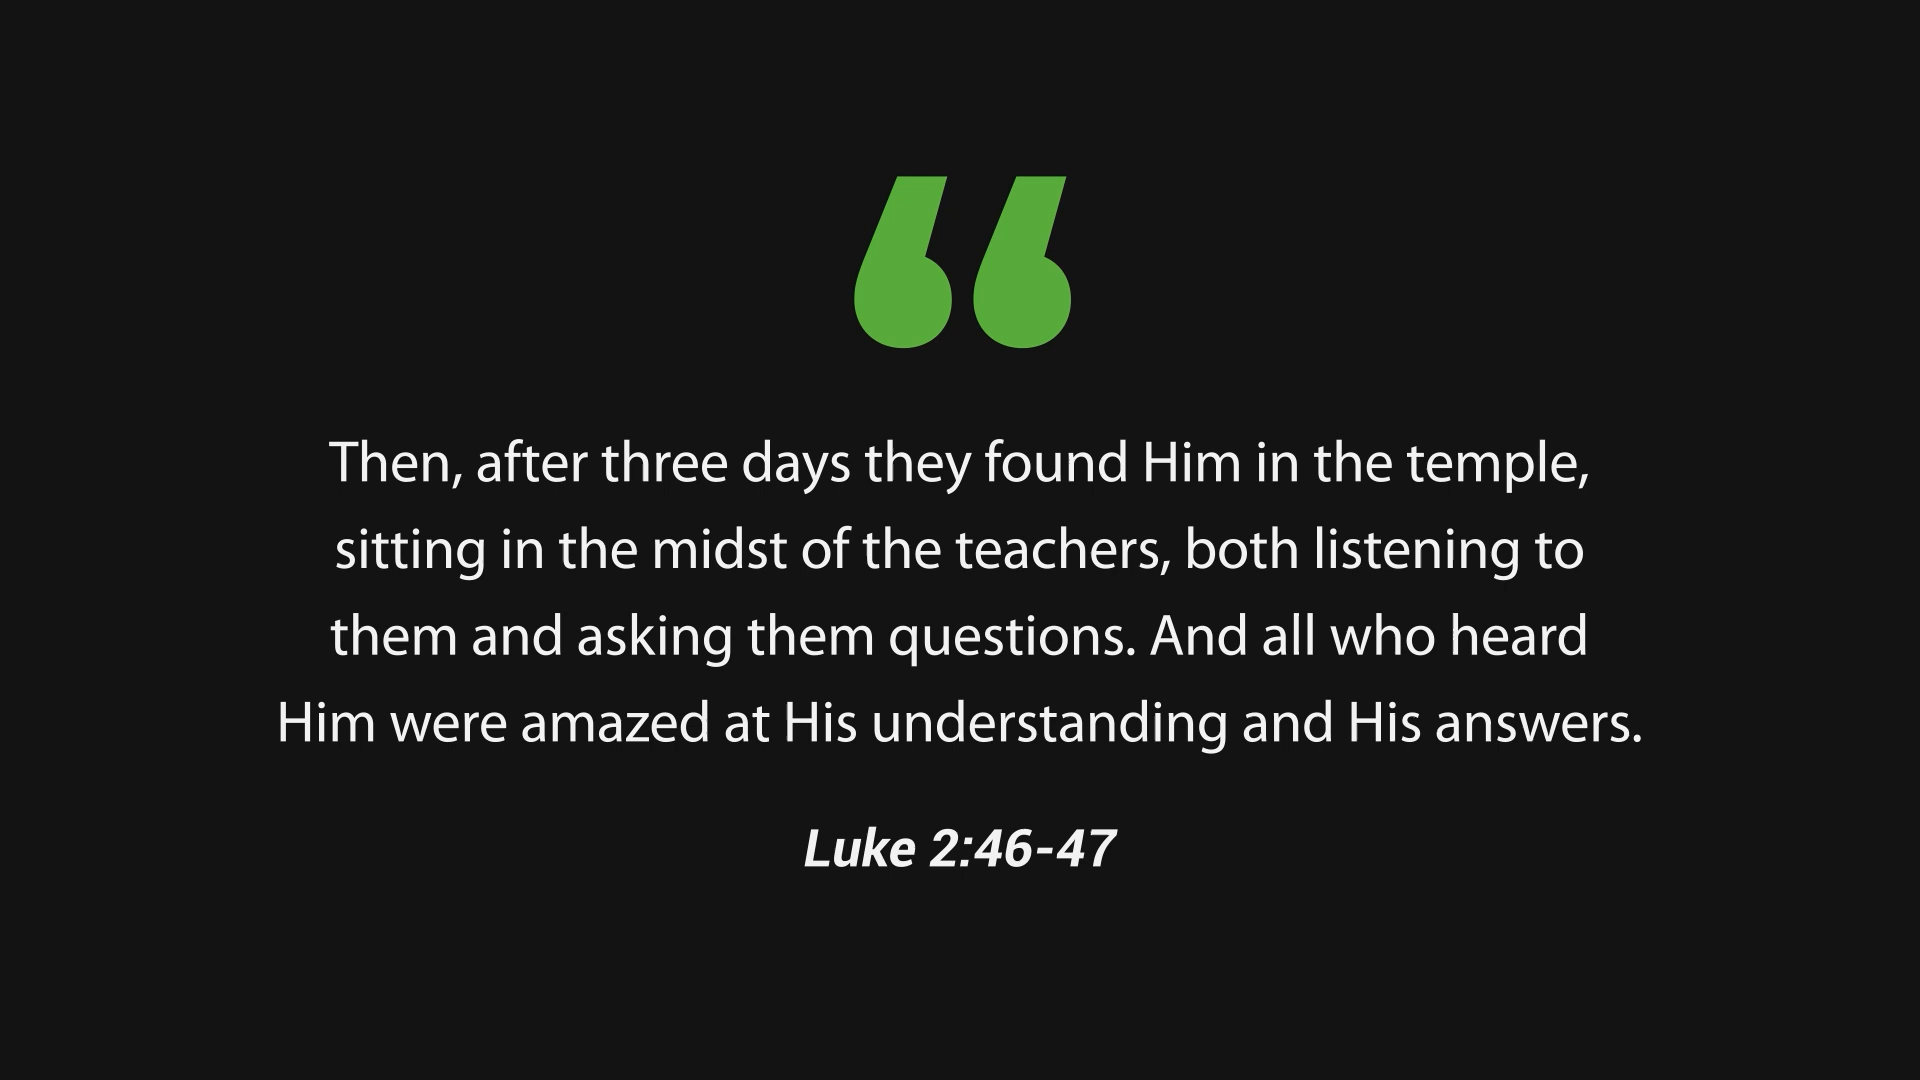 “
Then, after three days they found Him in the temple,
sitting in the midst of the teachers, both listening to
them and asking them questions. And all who heard
Him were amazed at His understanding and His answers.
Luke 2:46-47